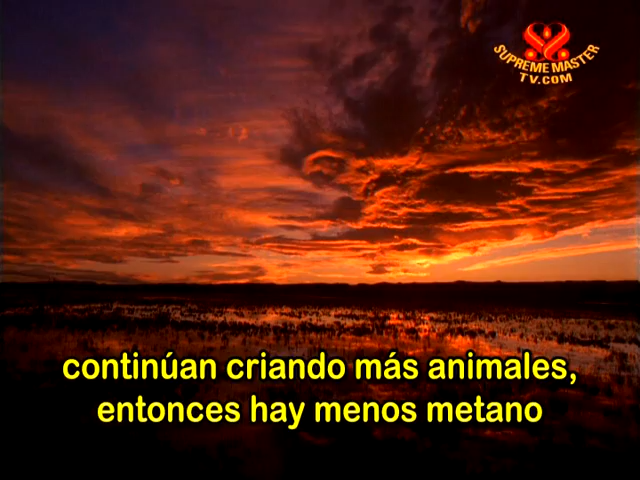 SUPREME MASTER
TV.COM
continúan criando más animales,
entonces hay menos metano